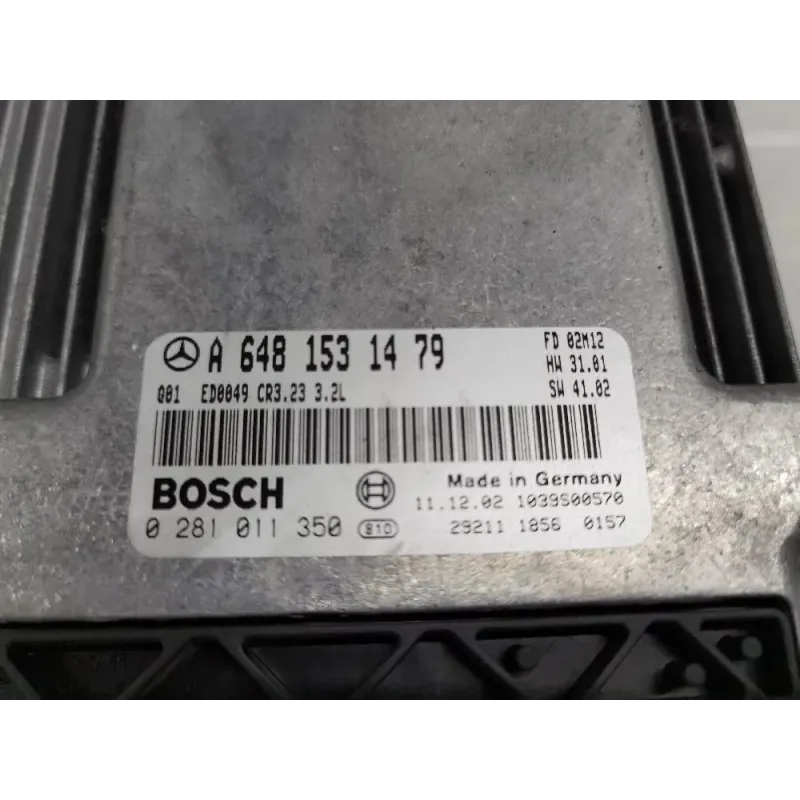 A 648 153 14 79
FD 02M12
HW 31.01
Q01 ED0049 CR3.23 3.2L
SW 41.02
BOSCH
Made in Germany
11.12.02 1039S00570
0 281 011 350 810
29211 1856 0157